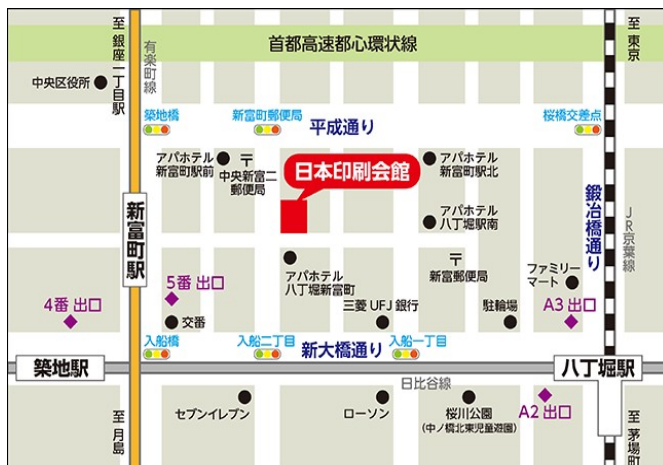 至銀座一丁目駅
有楽町線
首都高速都心環状線
至東京
中央区役所
築地橋
新富町郵便局
平成通り
桜橋交差点
アパホテル
新富町駅前
中央新富二
郵便局
日本印刷会館
アパホテル
新富町駅北
新富町駅
アパホテル
八丁堀駅南
鍛冶橋通り
JR京葉線
アパホテル
八丁堀新富町
新富郵便局
ファミリー
マート
4番 出口
5番 出口
交番
三菱UFJ銀行
駐輪場
A3 出口
入船橋
入船二丁目
新大橋通り
入船一丁目
築地駅
八丁堀駅
日比谷線
至月島
セブンイレブン
ローソン
桜川公園
(中ノ橋北東児童遊園)
A2 出口
至茅場町